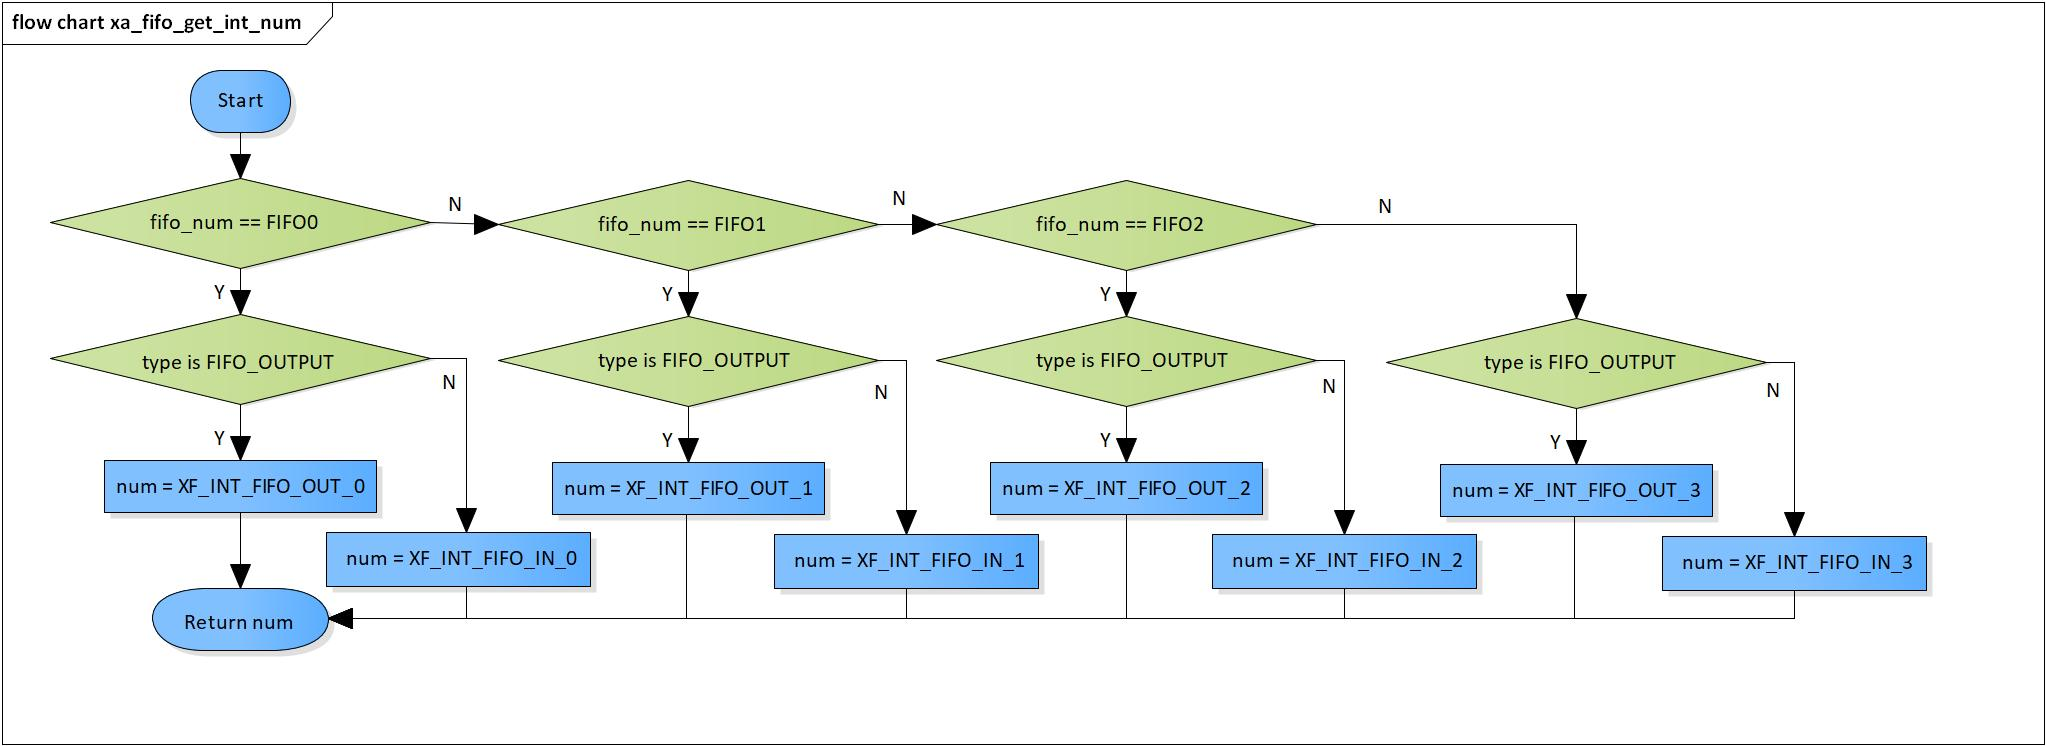 flow chart xa_fifo_get_int_num
Start
fifo_num == FIFO0
N
fifo_num == FIFO1
N
fifo_num == FIFO2
N
Y
Y
Y
type is FIFO_OUTPUT
N
type is FIFO_OUTPUT
N
type is FIFO_OUTPUT
N
type is FIFO_OUTPUT
N
Y
Y
Y
Y
num = XF_INT_FIFO_OUT_0
num = XF_INT_FIFO_OUT_1
num = XF_INT_FIFO_OUT_2
num = XF_INT_FIFO_OUT_3
num = XF_INT_FIFO_IN_0
num = XF_INT_FIFO_IN_1
num = XF_INT_FIFO_IN_2
num = XF_INT_FIFO_IN_3
Return num